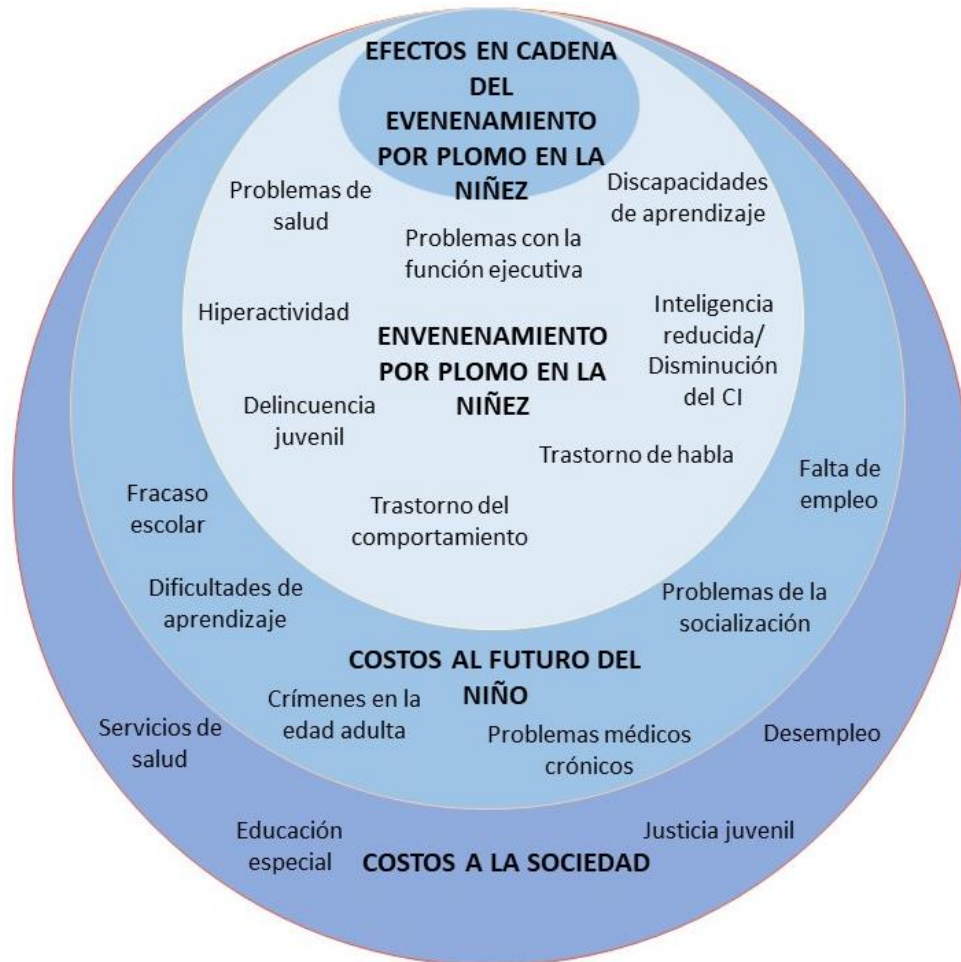 EFECTOS EN CADENA
DEL
EVENENAMIENTO
POR PLOMO EN LA
NIÑEZ
Problemas de
salud
Discapacidades
de aprendizaje
Problemas con la
función ejecutiva
Hiperactividad
Inteligencia
reducida/
Disminución
del CI
ENVENENAMIENTO
POR PLOMO EN LA
NIÑEZ
Delincuencia
juvenil
Trastorno de habla
Trastorno del
comportamiento
Fracaso
escolar
Falta de
empleo
Dificultades de
aprendizaje
Problemas de la
socialización
COSTOS AL FUTURO DEL
NIÑO
Crímenes en la
edad adulta
Problemas médicos
crónicos
Servicios de
salud
Desempleo
Educación
especial
Justicia juvenil
COSTOS A LA SOCIEDAD